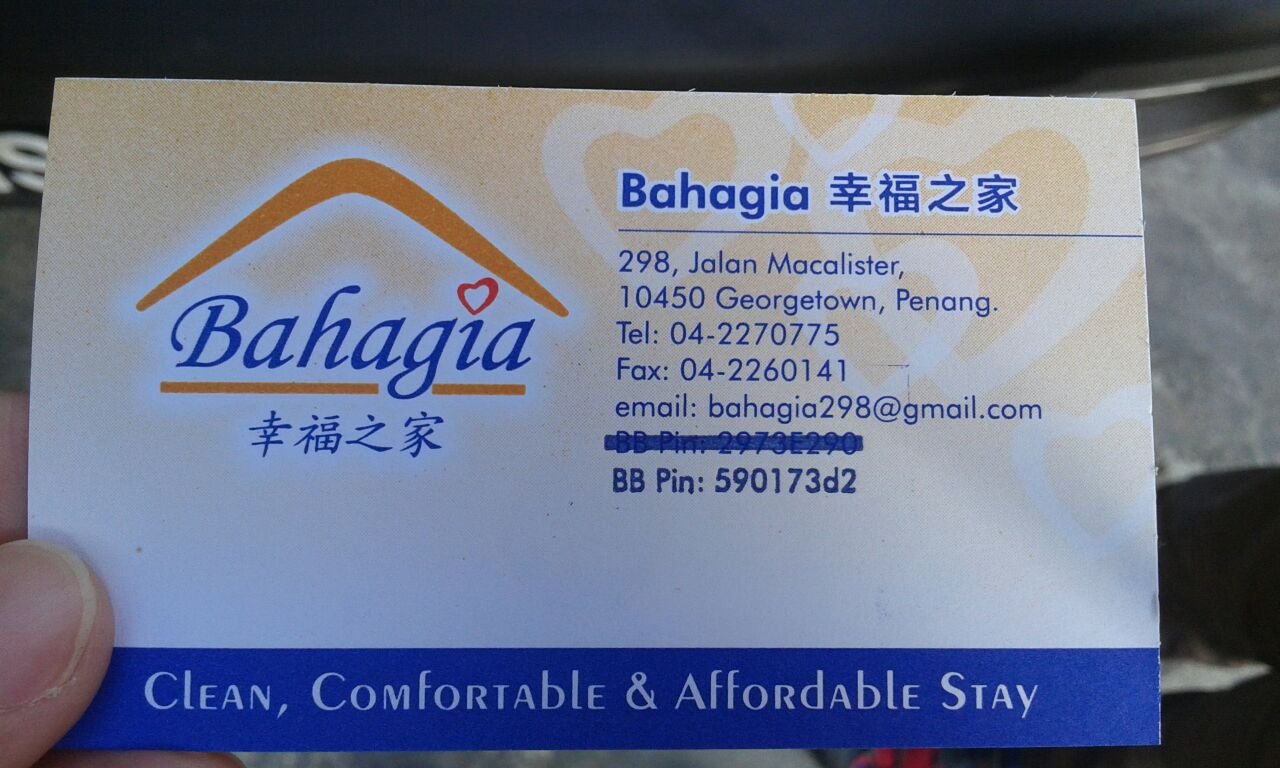 Bahagia
幸福之家
Bahagia 幸福之家
298, Jalan Macalister,
10450 Georgetown, Penang.
Tel: 04-2270775
Fax: 04-2260141
email: bahagia298@gmail.com
BB Pin: 2973E290
BB Pin: 590173d2
Clean, Comfortable & Affordable Stay